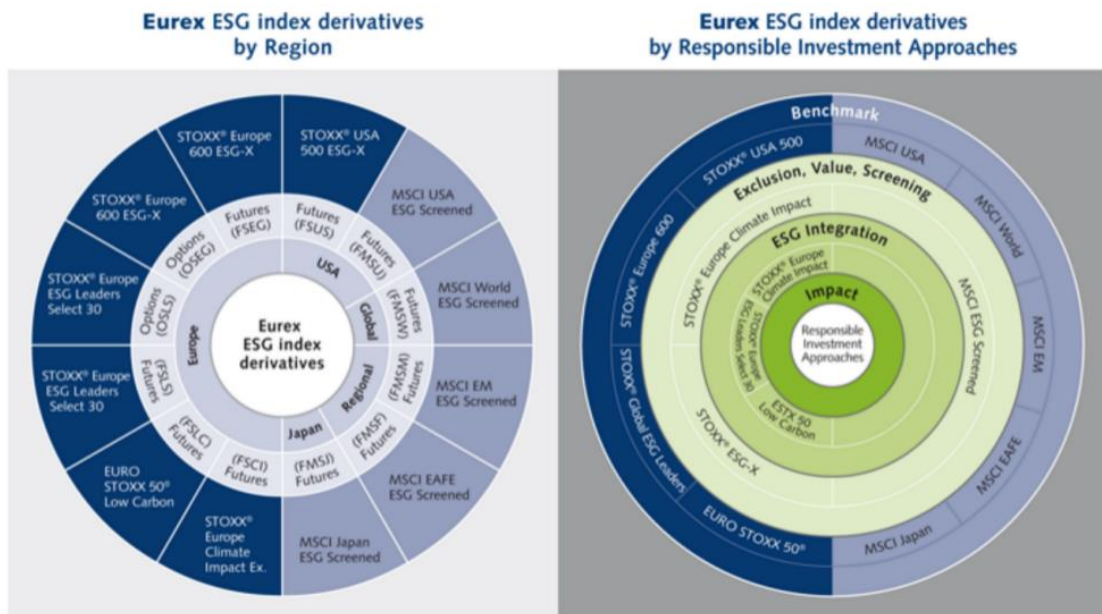 Eurex ESG index derivatives
by Region
STOXX® Europe
600 ESG-X
STOXX® USA
500 ESG-X
MSCI USA
ESG Screened
MSCI World
ESG Screened
MSCI EM
ESG Screened
MSCI EAFE
ESG Screened
MSCI Japan
ESG Screened
STOXX®
Europe
Climate
Impact Ex.
EURO
STOXX 50®
Low Carbon
STOXX® Europe
ESG Leaders
Select 30
STOXX® Europe
ESG Leaders
Select 30
STOXX® Europe
600 ESG-X
Futures
(FSEG)
Futures
(FSUS)
Futures
(FMSU)
Futures
(FMSW)
(FMSM)
Futures
(FMSF)
Futures
(FMSJ)
Futures
(FSCI)
Futures
(FSLC)
Futures
(FSLS)
Futures
Options
(OSLS)
Options
(OSEG)
USA
Global
Regional
Japan
Europe
Eurex
ESG index
derivatives
Eurex ESG index derivatives
by Responsible Investment Approaches
Benchmark
STOXX® USA 500
MSCI USA
MSCI World
MSCI EM
MSCI EAFE
MSCI Japan
EURO STOXX 50®
STOXX® Global ESG Leaders
STOXX® Europe 600
Exclusion, Value, Screening
STOXX® Europe Climate Impact
MSCI ESG Screened
STOXX® ESG-X
ESG Integration
STOXX® Europe
Climate Impact
STOXX® Europe
ESG Leaders Select 30
ESTX 50
Low Carbon
Impact
Responsible
Investment
Approaches